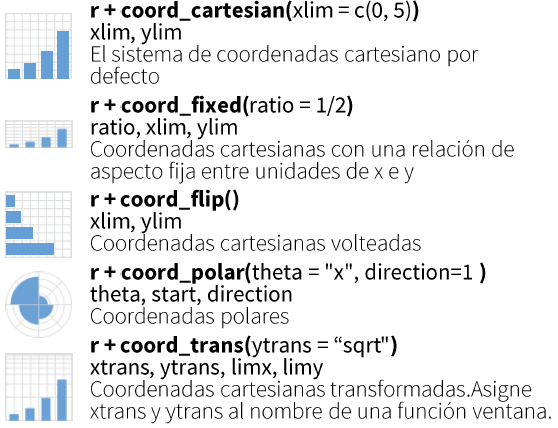 r + coord_cartesian(xlim = c(0, 5))
xlim, ylim
El sistema de coordenadas cartesiano por
defecto
r + coord_fixed(ratio = 1/2)
ratio, xlim, ylim
Coordenadas cartesianas con una relación de
aspecto fija entre unidades de x e y
r + coord_flip()
xlim, ylim
Coordenadas cartesianas volteadas
r + coord_polar(theta = "x", direction=1 )
theta, start, direction
Coordenadas polares
r + coord_trans(ytrans = “sqrt")
xtrans, ytrans, limx, limy
Coordenadas cartesianas transformadas.Asigne
xtrans y ytrans al nombre de una función ventana.